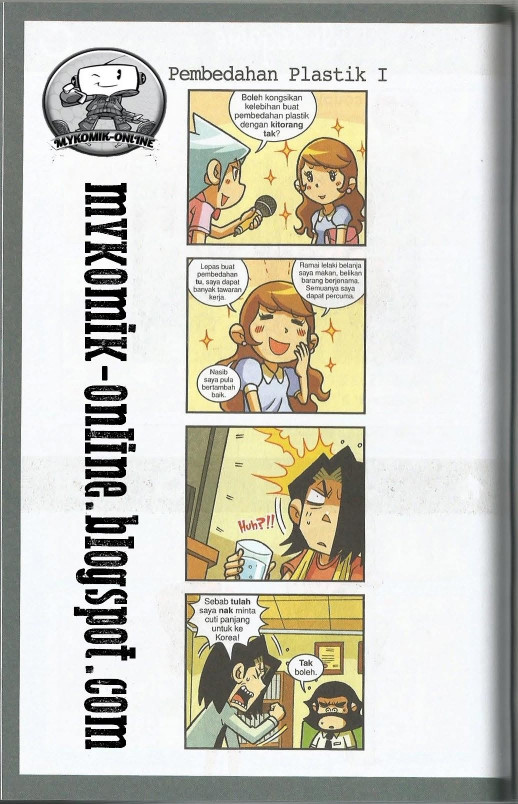 MYKOMIK-ONLINE
Pembedahan Plastik I
Boleh kongsikan
kelebihan buat
pembedahan plastik
dengan kitorang
tak?
Lepas buat
pembedahan
tu, saya dapat
banyak tawaran
kerja.
Ramai lelaki belanja
saya makan, belikan
barang berjenama.
Semuanya saya
dapat percuma.
Nasib
saya pula
bertambah
baik.
Huh?!!
Sebab tulah
saya nak minta
cuti panjang
untuk ke
Korea!
Tak
boleh.
mykomik-online.blogspot.com